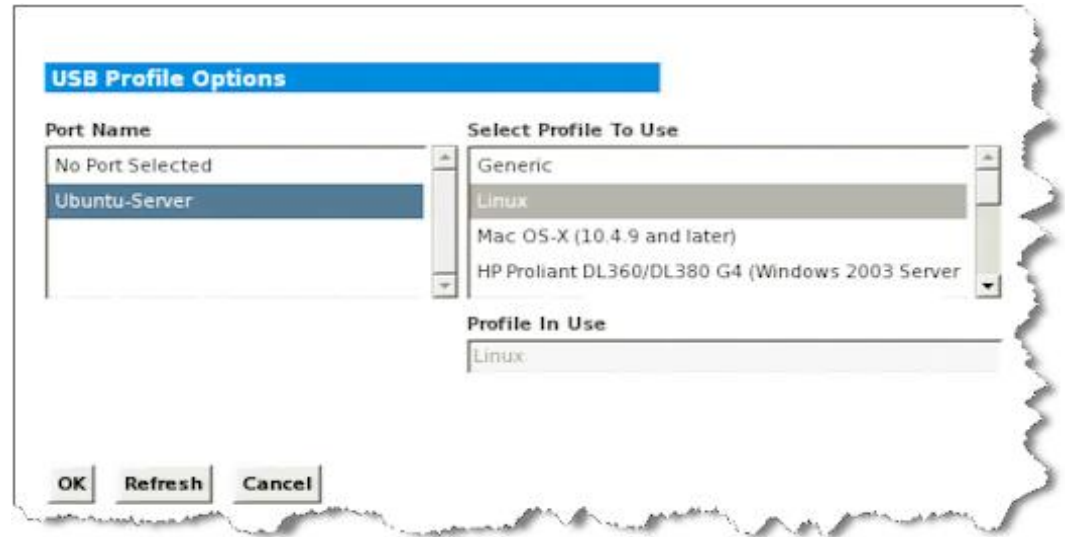 USB Profile Options
Port Name
No Port Selected
Ubuntu-Server
Select Profile To Use
Generic
Linux
Mac OS-X (10.4.9 and later)
HP Proliant DL360/DL380 G4 (Windows 2003 Server
Profile In Use
Linux
OK
Refresh
Cancel